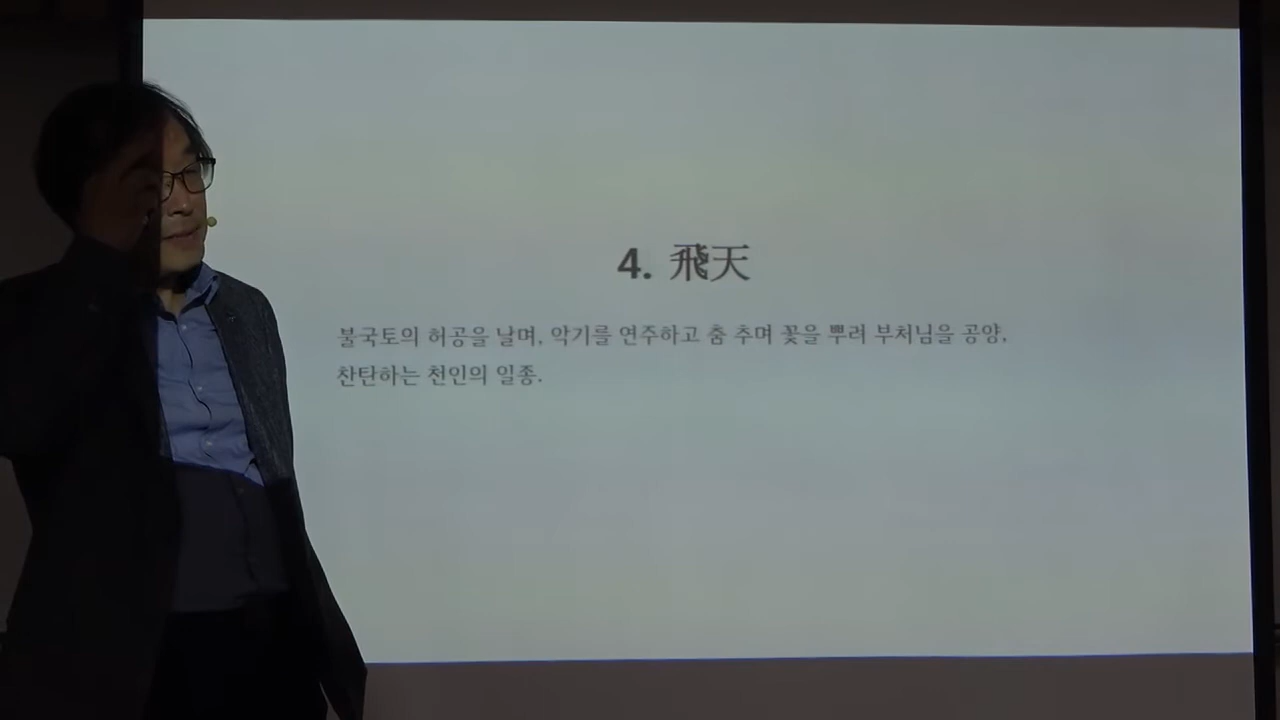 4. 飛天
불국토의 허공을 날며, 악기를 연주하고 춤 추며 꽃을 뿌려 부처님을 공양,
찬탄하는 천인의 일종.